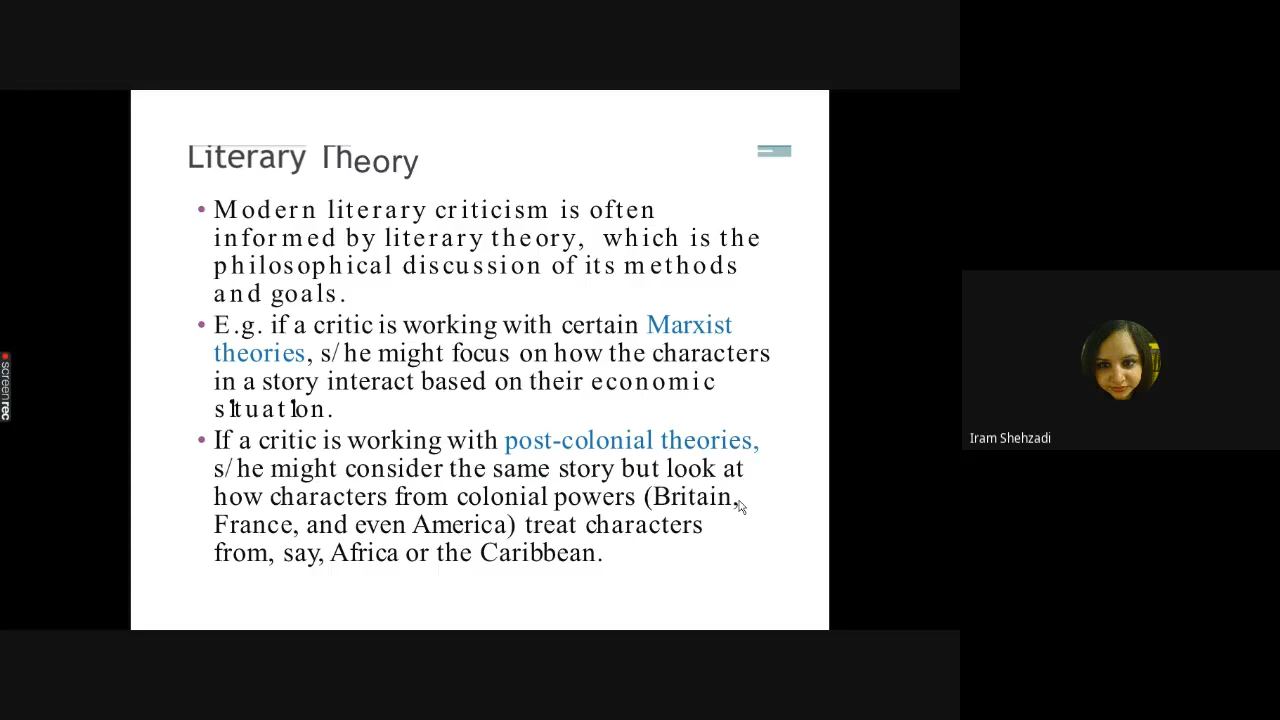 Literary Theory
• Modern literary criticism is often
informed by literary theory, which is the
philosophical discussion of its methods
and goals.
• E.g. if a critic is working with certain Marxist
theories, s/he might focus on how the characters
in a story interact based on their economic
situation.
• If a critic is working with post-colonial theories,
s/he might consider the same story but look at
how characters from colonial powers (Britain,
France, and even America) treat characters
from, say, Africa or the Caribbean.
Iram Shehzadi
screenrec